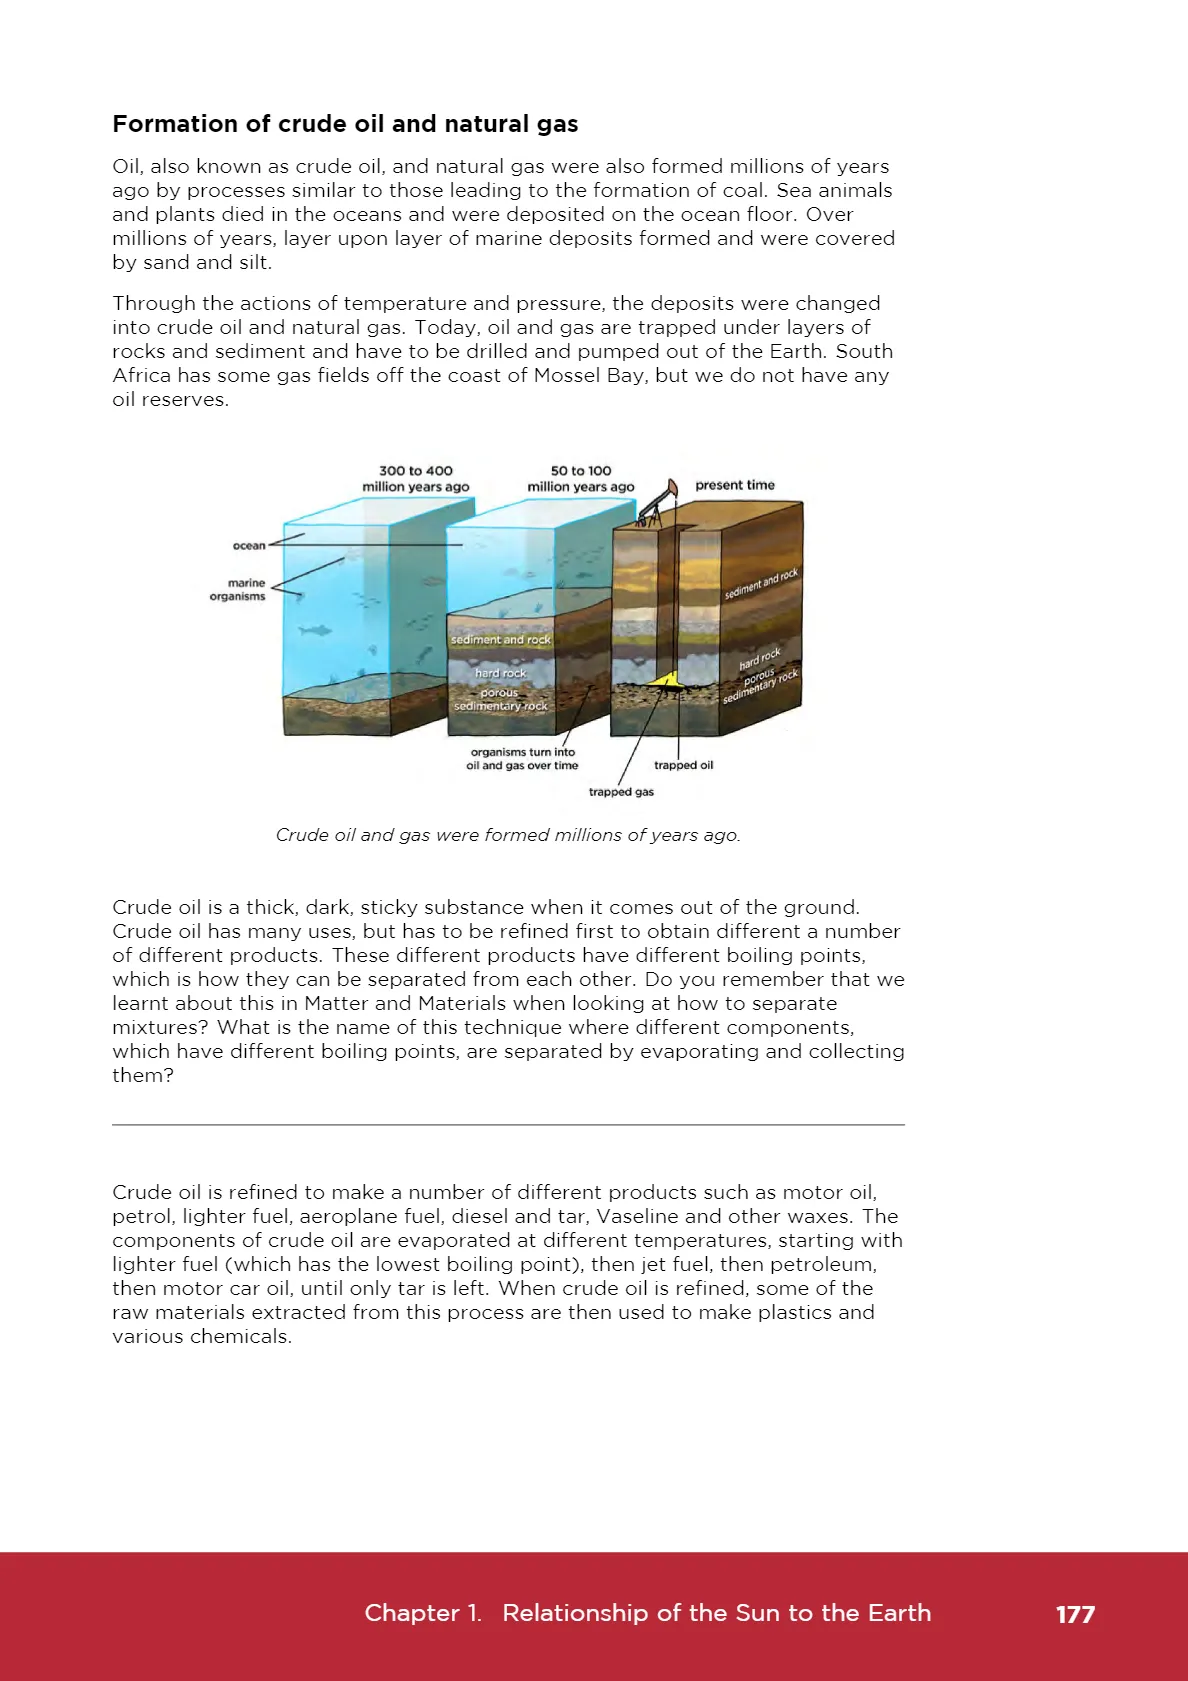 Formation of crude oil and natural gas
Oil, also known as crude oil, and natural gas were also formed millions of years
ago by processes similar to those leading to the formation of coal. Sea animals
and plants died in the oceans and were deposited on the ocean floor. Over
millions of years, layer upon layer of marine deposits formed and were covered
by sand and silt.
Through the actions of temperature and pressure, the deposits were changed
into crude oil and natural gas. Today, oil and gas are trapped under layers of
rocks and sediment and have to be drilled and pumped out of the Earth. South
Africa has some gas fields off the coast of Mossel Bay, but we do not have any
oil reserves.
300 to 400
million years ago
50 to 100
million years ago
present time
ocean
marine
organisms
sediment and rock
hard rock
porous
sedimentary rock
sediment and rock
hard rock
porous
sedimentary rock
organisms turn into
oil and gas over time
trapped oil
trapped gas
Crude oil and gas were formed millions of years ago.
Crude oil is a thick, dark, sticky substance when it comes out of the ground.
Crude oil has many uses, but has to be refined first to obtain different a number
of different products. These different products have different boiling points,
which is how they can be separated from each other. Do you remember that we
learnt about this in Matter and Materials when looking at how to separate
mixtures? What is the name of this technique where different components,
which have different boiling points, are separated by evaporating and collecting
them?
Crude oil is refined to make a number of different products such as motor oil,
petrol, lighter fuel, aeroplane fuel, diesel and tar, Vaseline and other waxes. The
components of crude oil are evaporated at different temperatures, starting with
lighter fuel (which has the lowest boiling point), then jet fuel, then petroleum,
then motor car oil, until only tar is left. When crude oil is refined, some of the
raw materials extracted from this process are then used to make plastics and
various chemicals.
Chapter 1. Relationship of the Sun to the Earth 177